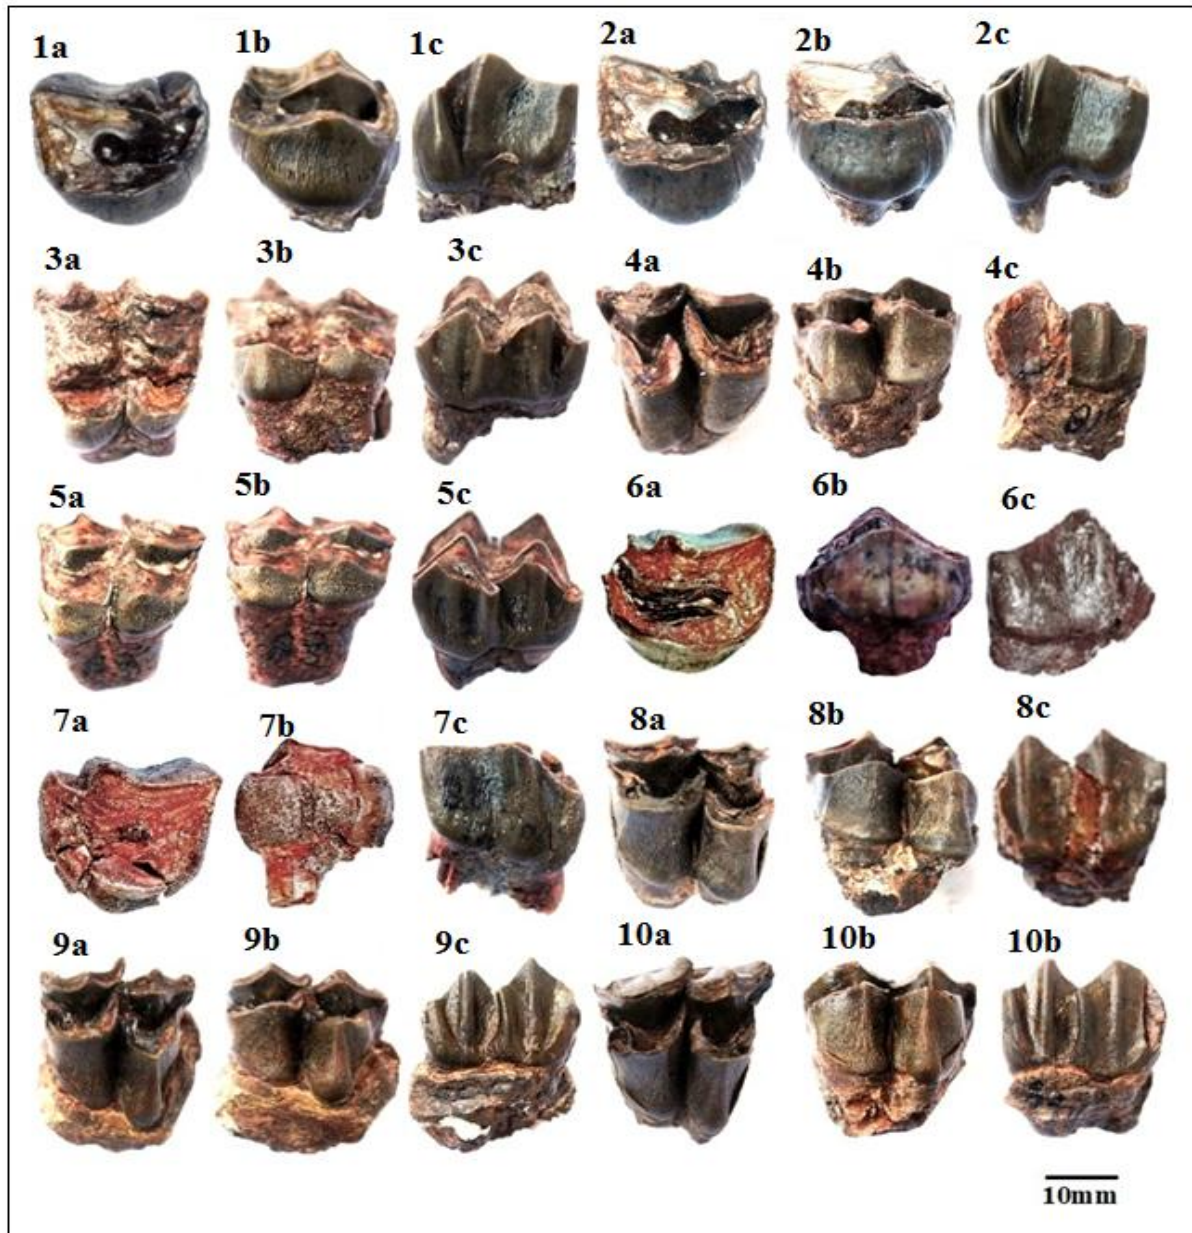 1a 1b 1c 2a 2b 2c
3a 3b 3c 4a 4b 4c
5a 5b 5c 6a 6b 6c
7a 7b 7c 8a 8b 8c
9a 9b 9c 10a 10b 10b
10mm